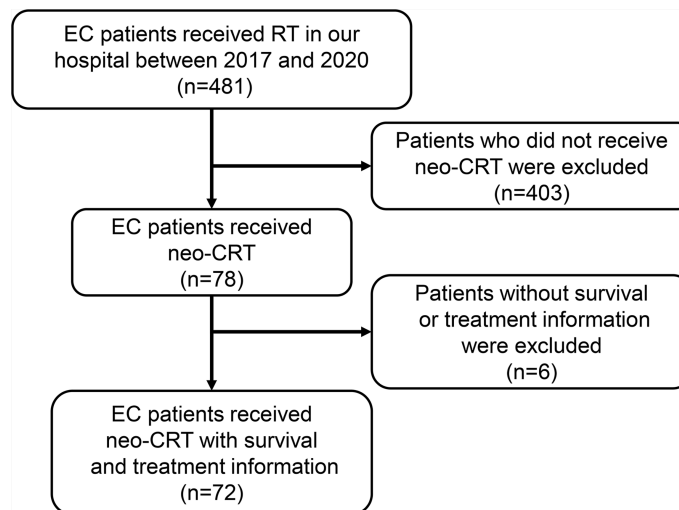 EC patients received RT in our
hospital between 2017 and 2020
(n=481)
Patients who did not receive
neo-CRT were excluded
(n=403)
EC patients received
neo-CRT
(n=78)
Patients without survival
or treatment information
were excluded
(n=6)
EC patients received
neo-CRT with survival
and treatment information
(n=72)